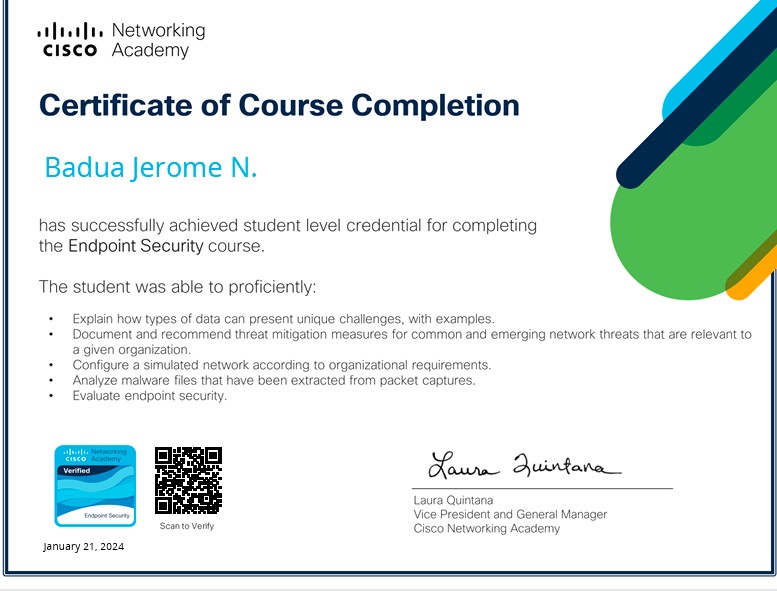 Networking
CISCO Academy
Certificate of Course Completion
Badua Jerome N.
has successfully achieved student level credential for completing
the Endpoint Security course.
The student was able to proficiently:
• Explain how types of data can present unique challenges, with examples.
• Document and recommend threat mitigation measures for common and emerging network threats that are relevant to
a given organization.
• Configure a simulated network according to organizational requirements.
• Analyze malware files that have been extracted from packet captures.
• Evaluate endpoint security.
Networking
CISCO Academy
Verified
Endpoint Security
Scan to Verify
January 21, 2024
Laura Quintana
Laura Quintana
Vice President and General Manager
Cisco Networking Academy